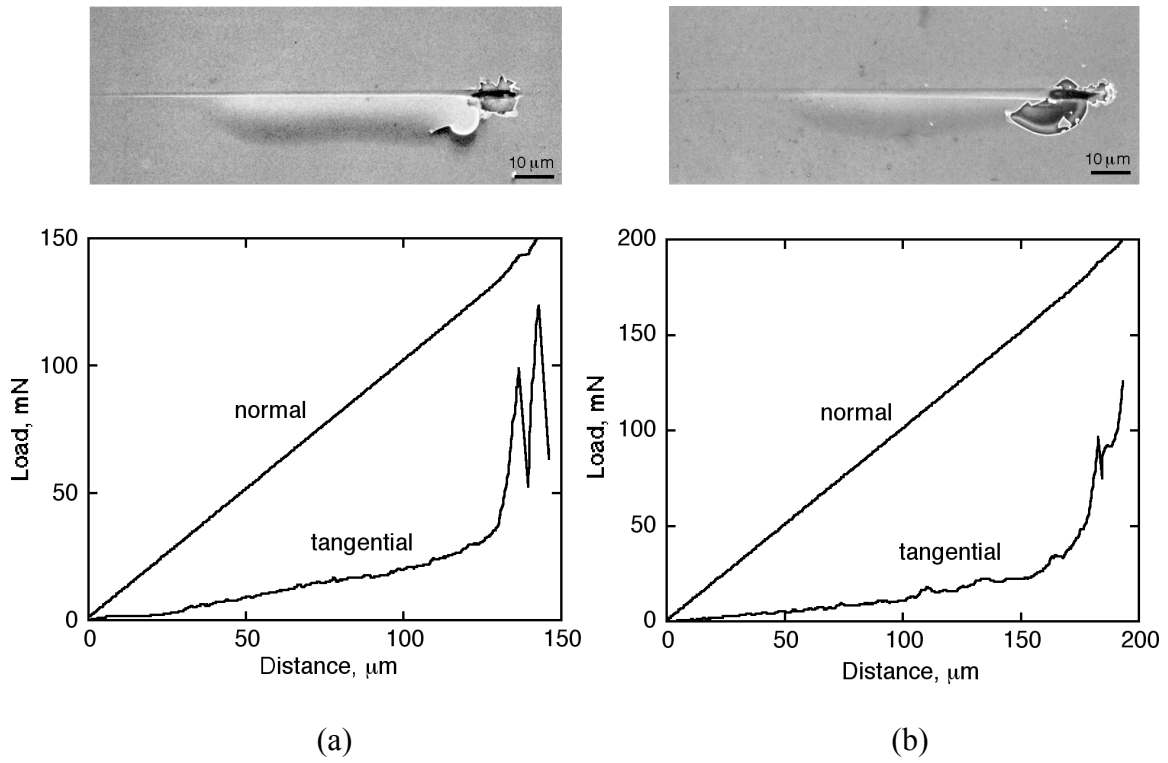 10 μm
10 μm
150
100
50
0
Load, mN
normal
tangential
0 50 100 150
Distance, μm
200
150
100
50
0
Load, mN
normal
tangential
0 50 100 150 200
Distance, μm
(a)
(b)